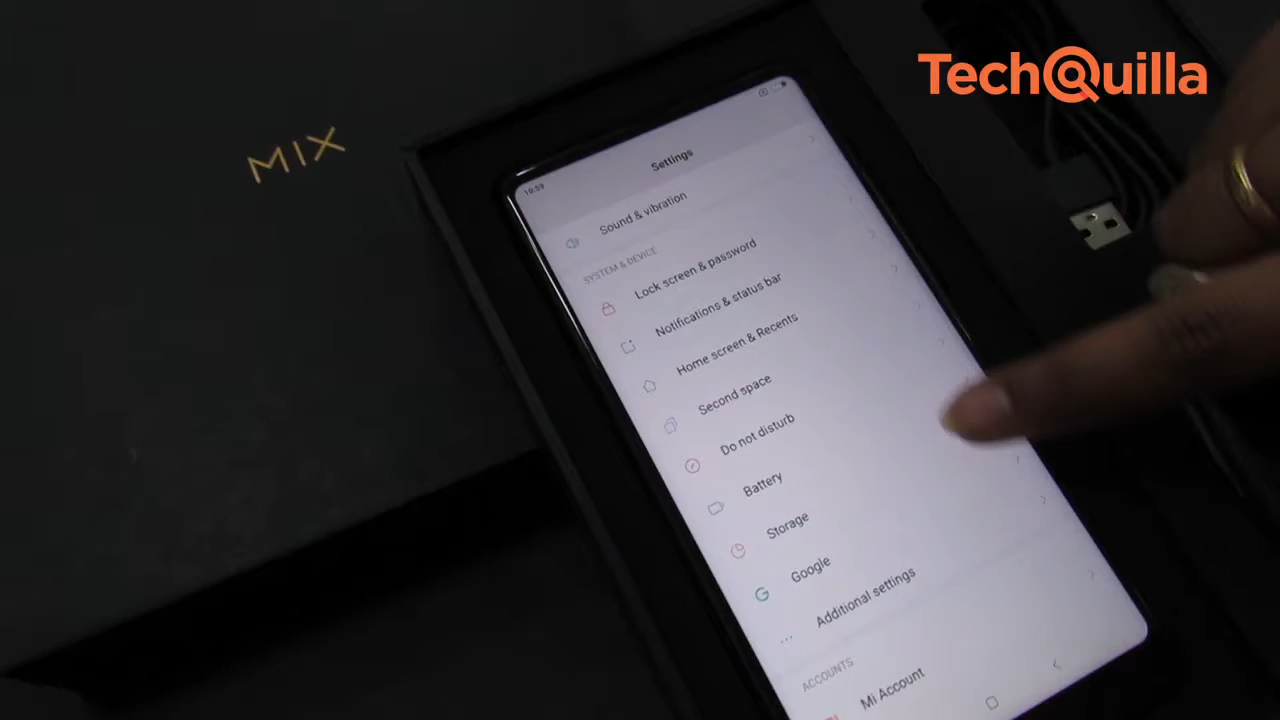 TechQuilla
MIX
10:59
Settings
Sound & vibration
SYSTEM & DEVICE
Lock screen & password
Notifications & status bar
Home screen & Recents
Second space
Do not disturb
Battery
Storage
Google
Additional settings
ACCOUNTS
Mi Account